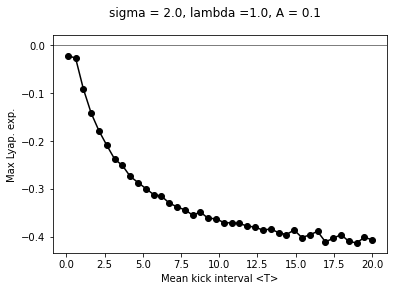 sigma = 2.0, lambda =1.0, A = 0.1
0.0
−0.1
−0.2
−0.3
−0.4
Max Lyap. exp.
0.0 2.5 5.0 7.5 10.0 12.5 15.0 17.5 20.0
Mean kick interval <T>